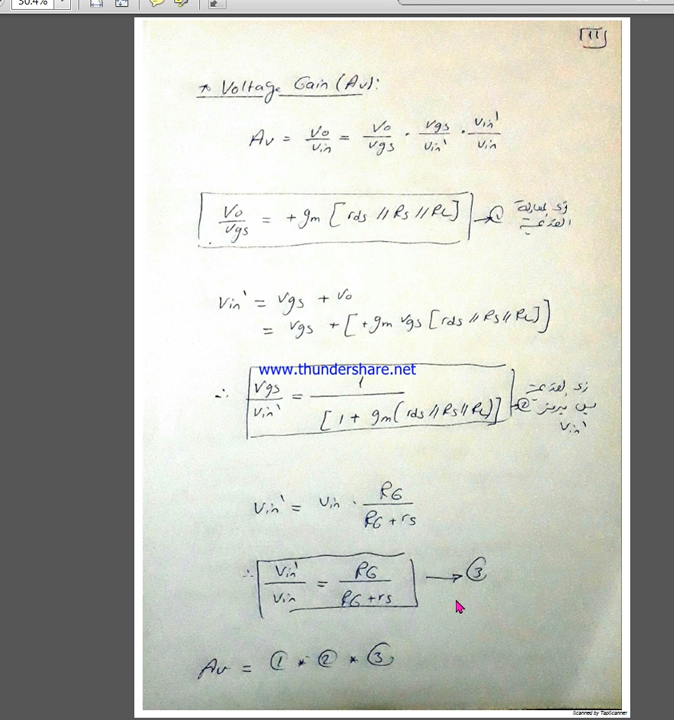 50.4%
[11]
* Voltage Gain (Av):
Av = Vo/Vin = Vo/Vgs · Vgs/Vin' · Vin'/Vin
Vo/Vgs = +gm [rds // Rs // RL] → ①
Vin' = Vgs + Vo
= Vgs + [+gm Vgs [rds // Rs // RL]]
www.thundershare.net
∴ Vgs/Vin' = 1/[1 + gm(rds // Rs // RL)] → ②
Vin'
Vin' = Vin · RG/(RG + rs)
∴ Vin'/Vin = RG/(RG + rs) → ③
Av = ① * ② * ③
Scanned by TapScanner